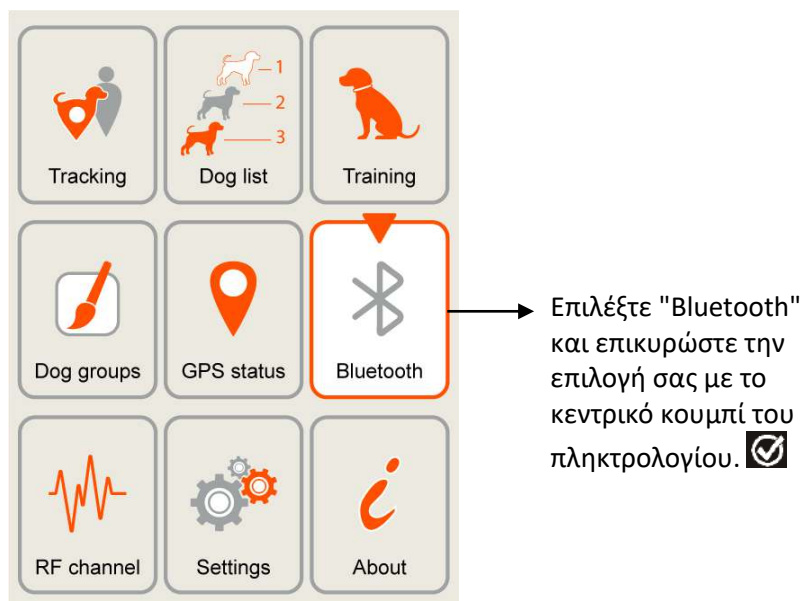 1
2
3
Tracking
Dog list
Training
Dog groups
GPS status
Bluetooth
RF channel
Settings
About
Επιλέξτε "Bluetooth"
και επικυρώστε την
επιλογή σας με το
κεντρικό κουμπί του
πληκτρολογίου.